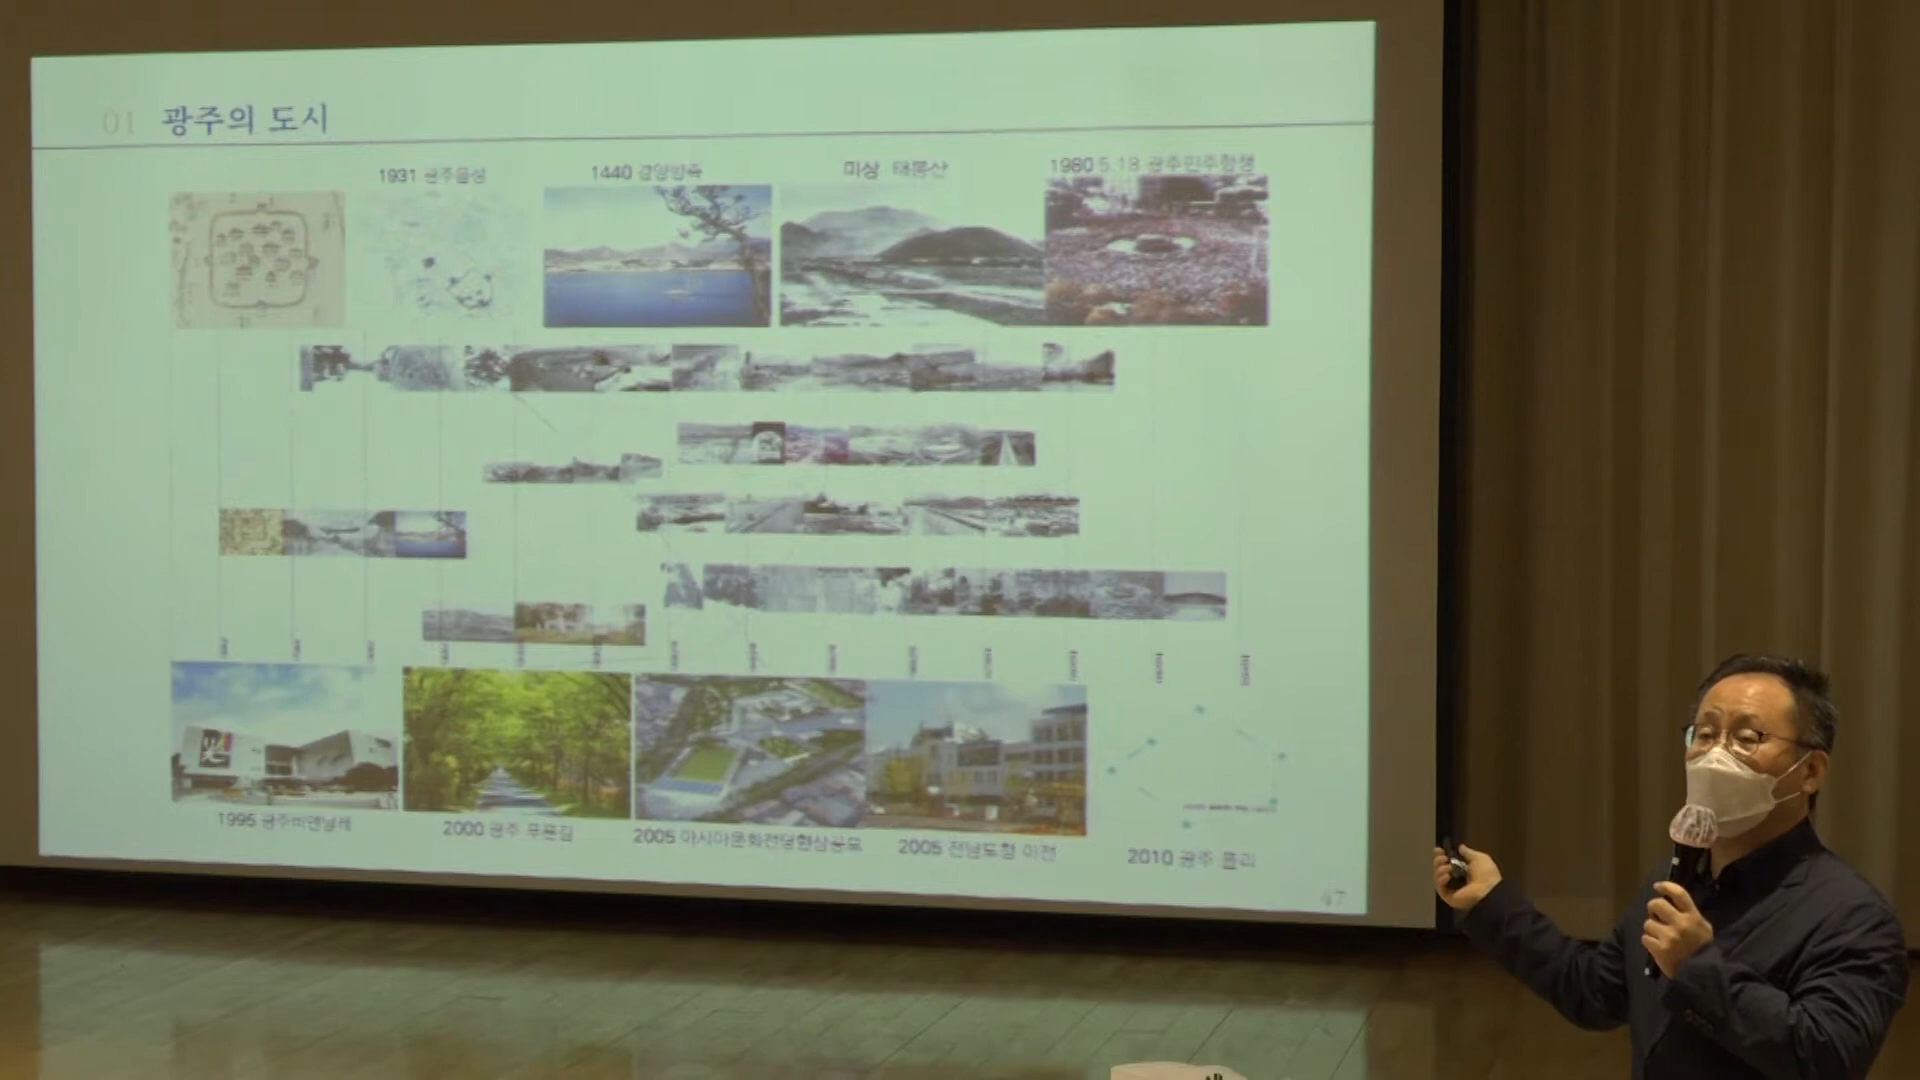 01 광주의 도시
1931 광주읍성
1440 경양방죽
미상 태봉산
1980 5.18 광주민주항쟁
1995 광주비엔날레
2000 광주 푸른길
2005 아시아문화전당현상공모
2005 전남도청 이전
2010 광주 폴리
47